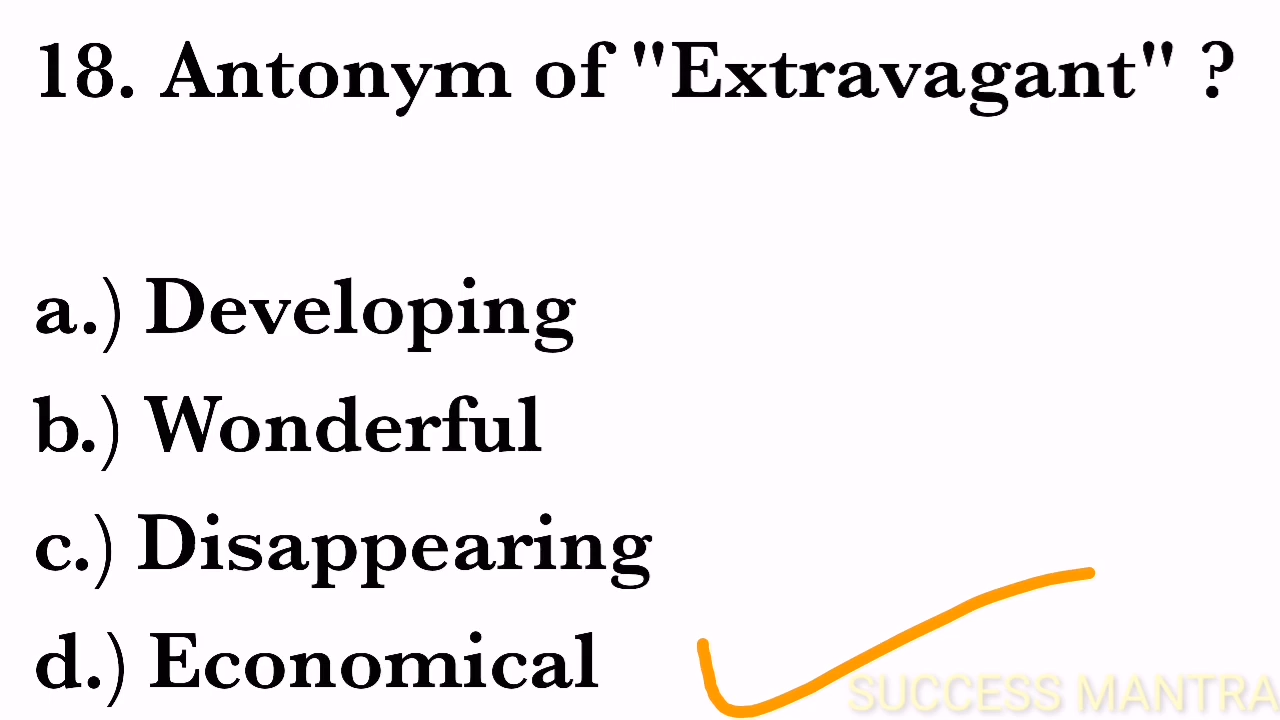 18. Antonym of "Extravagant" ?
a.) Developing
b.) Wonderful
c.) Disappearing
d.) Economical
SUCCESS MANTRA